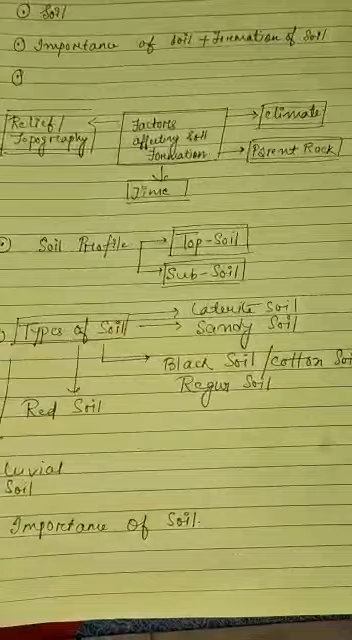 Soil
Importance of Soil + Formation of Soil
Relief/
Topography
Factors
affecting Soil
Formation
climate
Parent Rock
Time
Soil Profile
Top-Soil
Sub-Soil
Types of Soil
Laterite Soil
Sandy Soil
Black Soil/cotton Soi
Regur Soil
Red Soil
luvial
Soil
Importance of Soil.